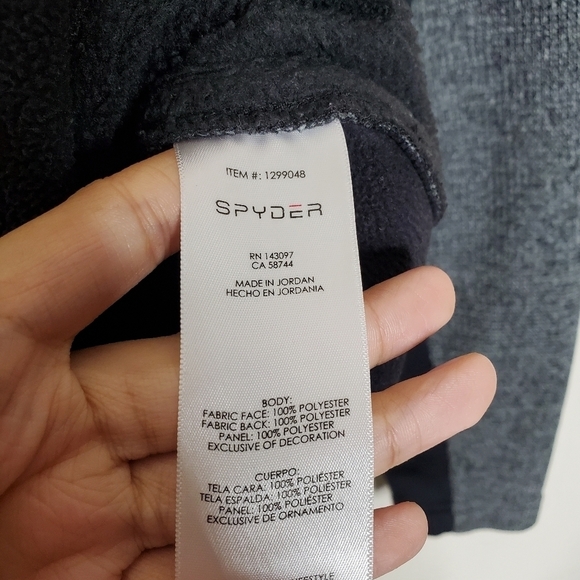 ITEM #: 1299048
SPYDER
RN 143097
CA 58744
MADE IN JORDAN
HECHO EN JORDANIA
BODY:
FABRIC FACE: 100% POLYESTER
FABRIC BACK: 100% POLYESTER
PANEL: 100% POLYESTER
EXCLUSIVE OF DECORATION
CUERPO:
TELA CARA: 100% POLIÉSTER
TELA ESPALDA: 100% POLIÉSTER
PANEL: 100% POLIÉSTER
EXCLUSIVE DE ORNAMENTO